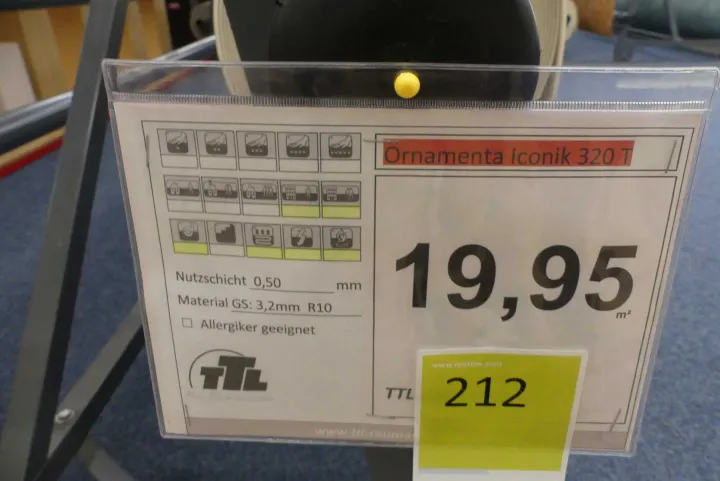 Ornamenta iconik 320 T
Nutzschicht 0,50 mm
Material GS: 3,2mm R10
Allergiker geeignet
TTL
19,95
m²
TTL
212